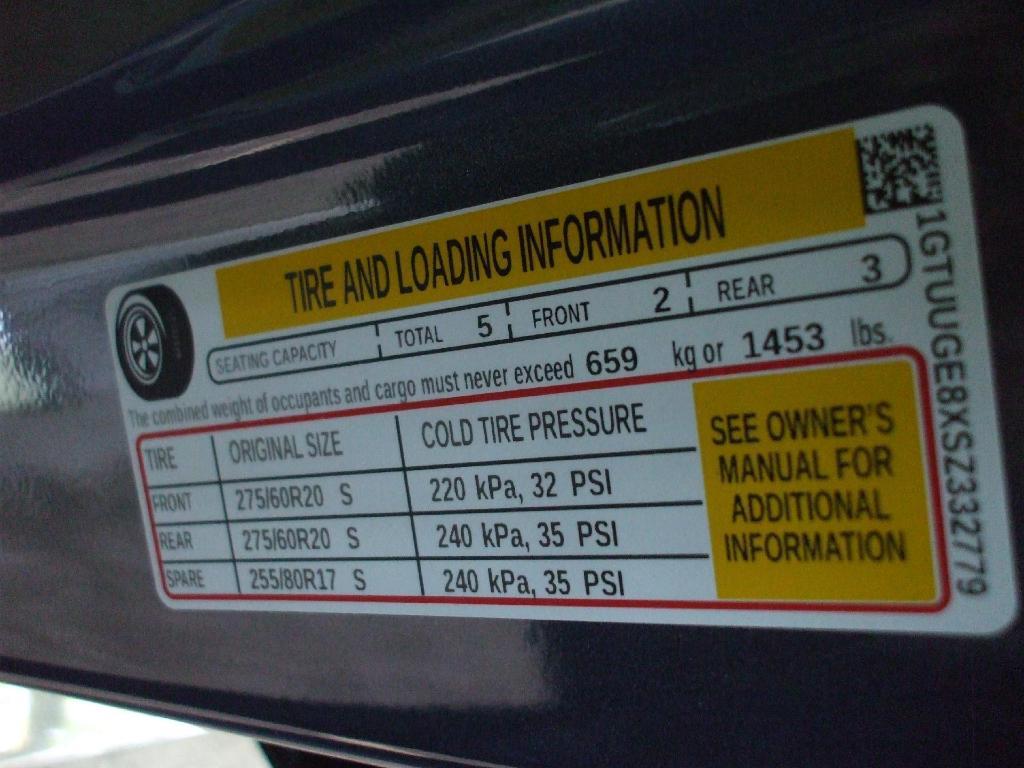 TIRE AND LOADING INFORMATION
SEATING CAPACITY TOTAL 5 FRONT 2 REAR 3
The combined weight of occupants and cargo must never exceed 659 kg or 1453 lbs.
TIRE ORIGINAL SIZE COLD TIRE PRESSURE
FRONT 275/60R20 S 220 kPa, 32 PSI
REAR 275/60R20 S 240 kPa, 35 PSI
SPARE 255/80R17 S 240 kPa, 35 PSI
SEE OWNER'S
MANUAL FOR
ADDITIONAL
INFORMATION
1GTUUGE8XSZ332779